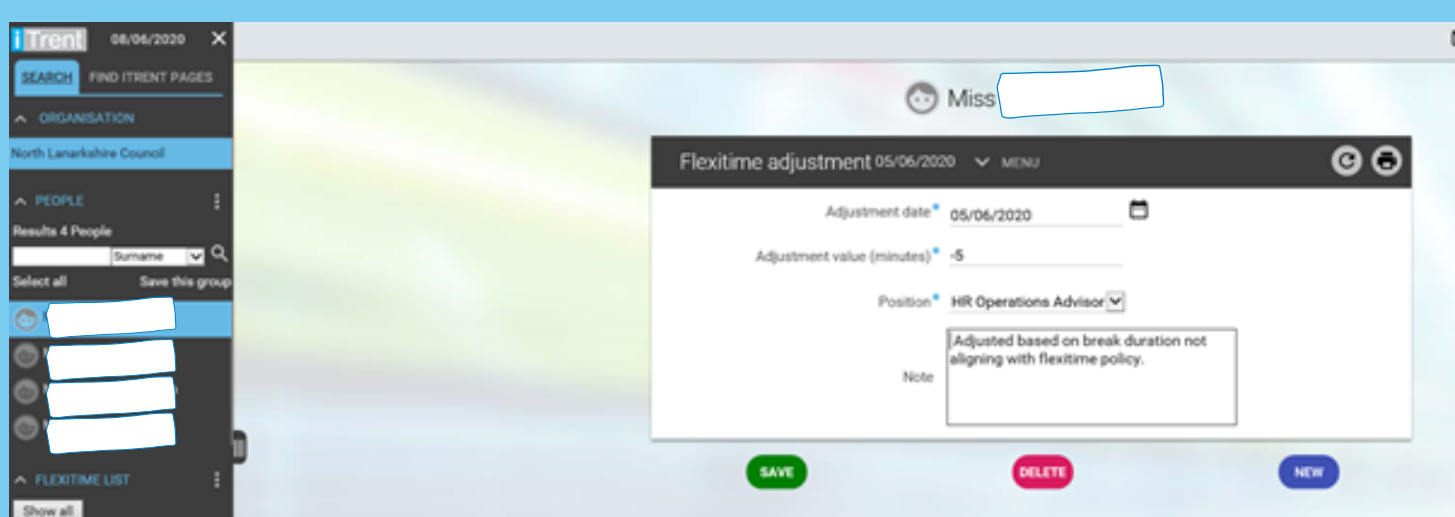 iTrent 08/06/2020
SEARCH FIND ITRENT PAGES
ORGANISATION
North Lanarkshire Council
PEOPLE
Results 4 People
Surname
Select all Save this group
FLEXITIME LIST
Show all
Miss
Flexitime adjustment 05/06/2020 MENU
Adjustment date* 05/06/2020
Adjustment value (minutes)* -5
Position* HR Operations Advisor
Note
Adjusted based on break duration not
aligning with flexitime policy.
SAVE DELETE NEW